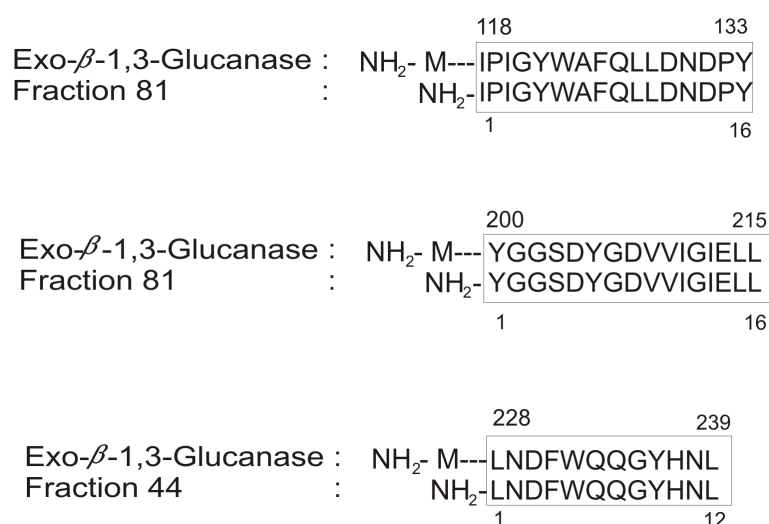 118 133
Exo-β-1,3-Glucanase : NH2- M---IPIGYWAFQLLDNDPY
Fraction 81 : NH2-IPIGYWAFQLLDNDPY
1 16
200 215
Exo-β-1,3-Glucanase : NH2- M---YGGSDYGDVVIGIELL
Fraction 81 : NH2-YGGSDYGDVVIGIELL
1 16
228 239
Exo-β-1,3-Glucanase : NH2- M---LNDFWQQGYHNL
Fraction 44 : NH2-LNDFWQQGYHNL
1 12